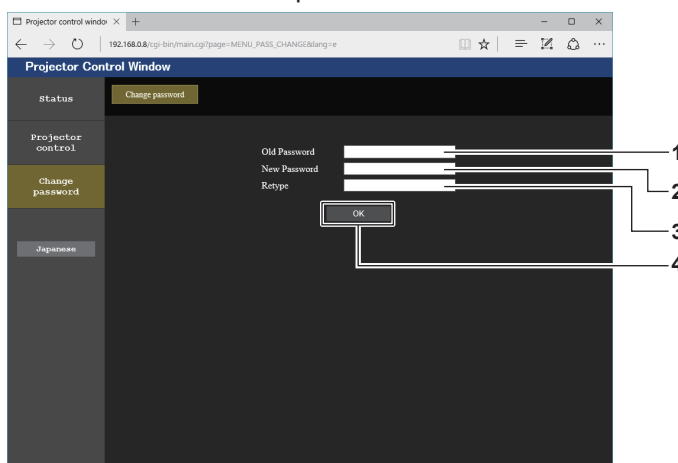 Projector control windo
192.168.0.8/cgi-bin/main.cgi?page=MENU_PASS_CHANGE&lang=e
Projector Control Window
Status
Change password
Projector
control
Change
password
Japanese
Old Password
New Password
Retype
OK
1
2
3
4